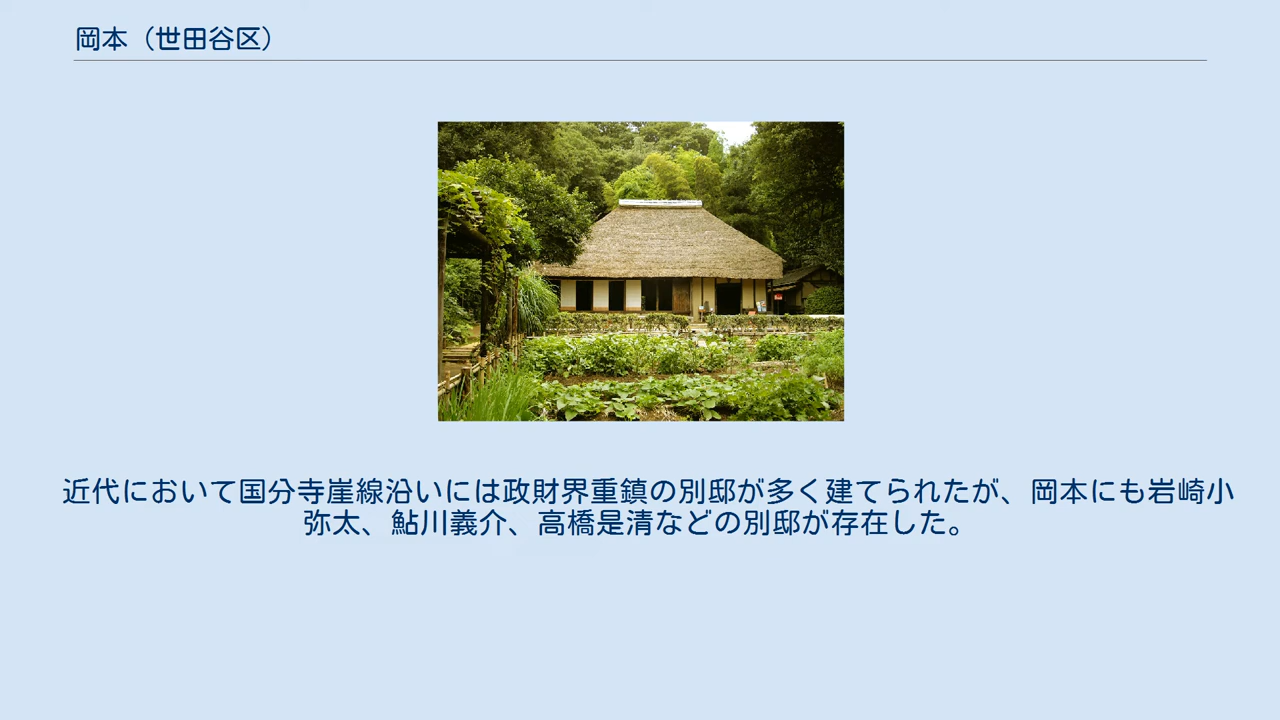 岡本（世田谷区）
近代において国分寺崖線沿いには政財界重鎮の別邸が多く建てられたが、岡本にも岩崎小
弥太、鮎川義介、高橋是清などの別邸が存在した。